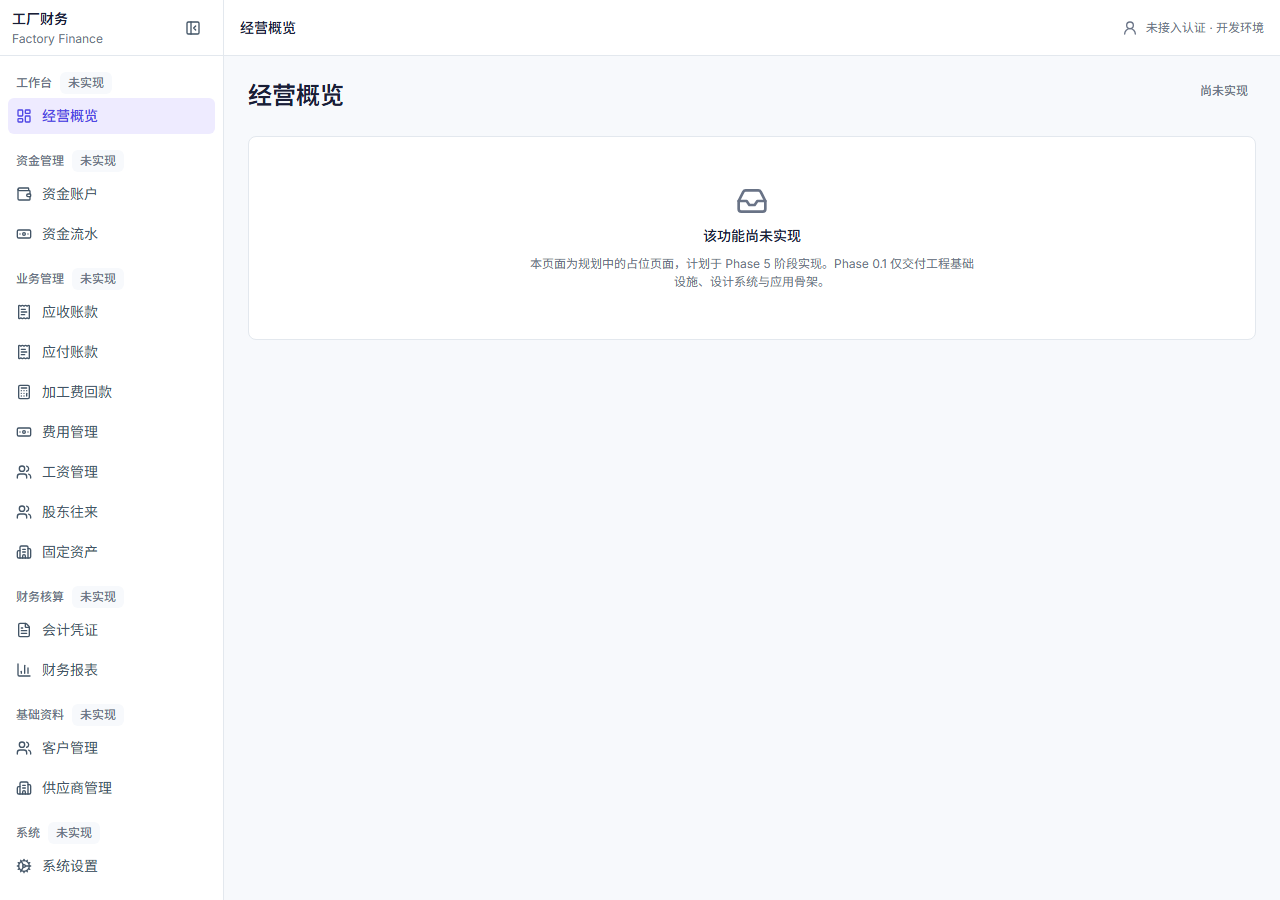 工厂财务
Factory Finance
经营概览
未接入认证 · 开发环境
工作台 未实现
经营概览
资金管理 未实现
资金账户
资金流水
业务管理 未实现
应收账款
应付账款
加工费回款
费用管理
工资管理
股东往来
固定资产
财务核算 未实现
会计凭证
财务报表
基础资料 未实现
客户管理
供应商管理
系统 未实现
系统设置
经营概览
尚未实现
该功能尚未实现
本页面为规划中的占位页面，计划于 Phase 5 阶段实现。Phase 0.1 仅交付工程基础
设施、设计系统与应用骨架。